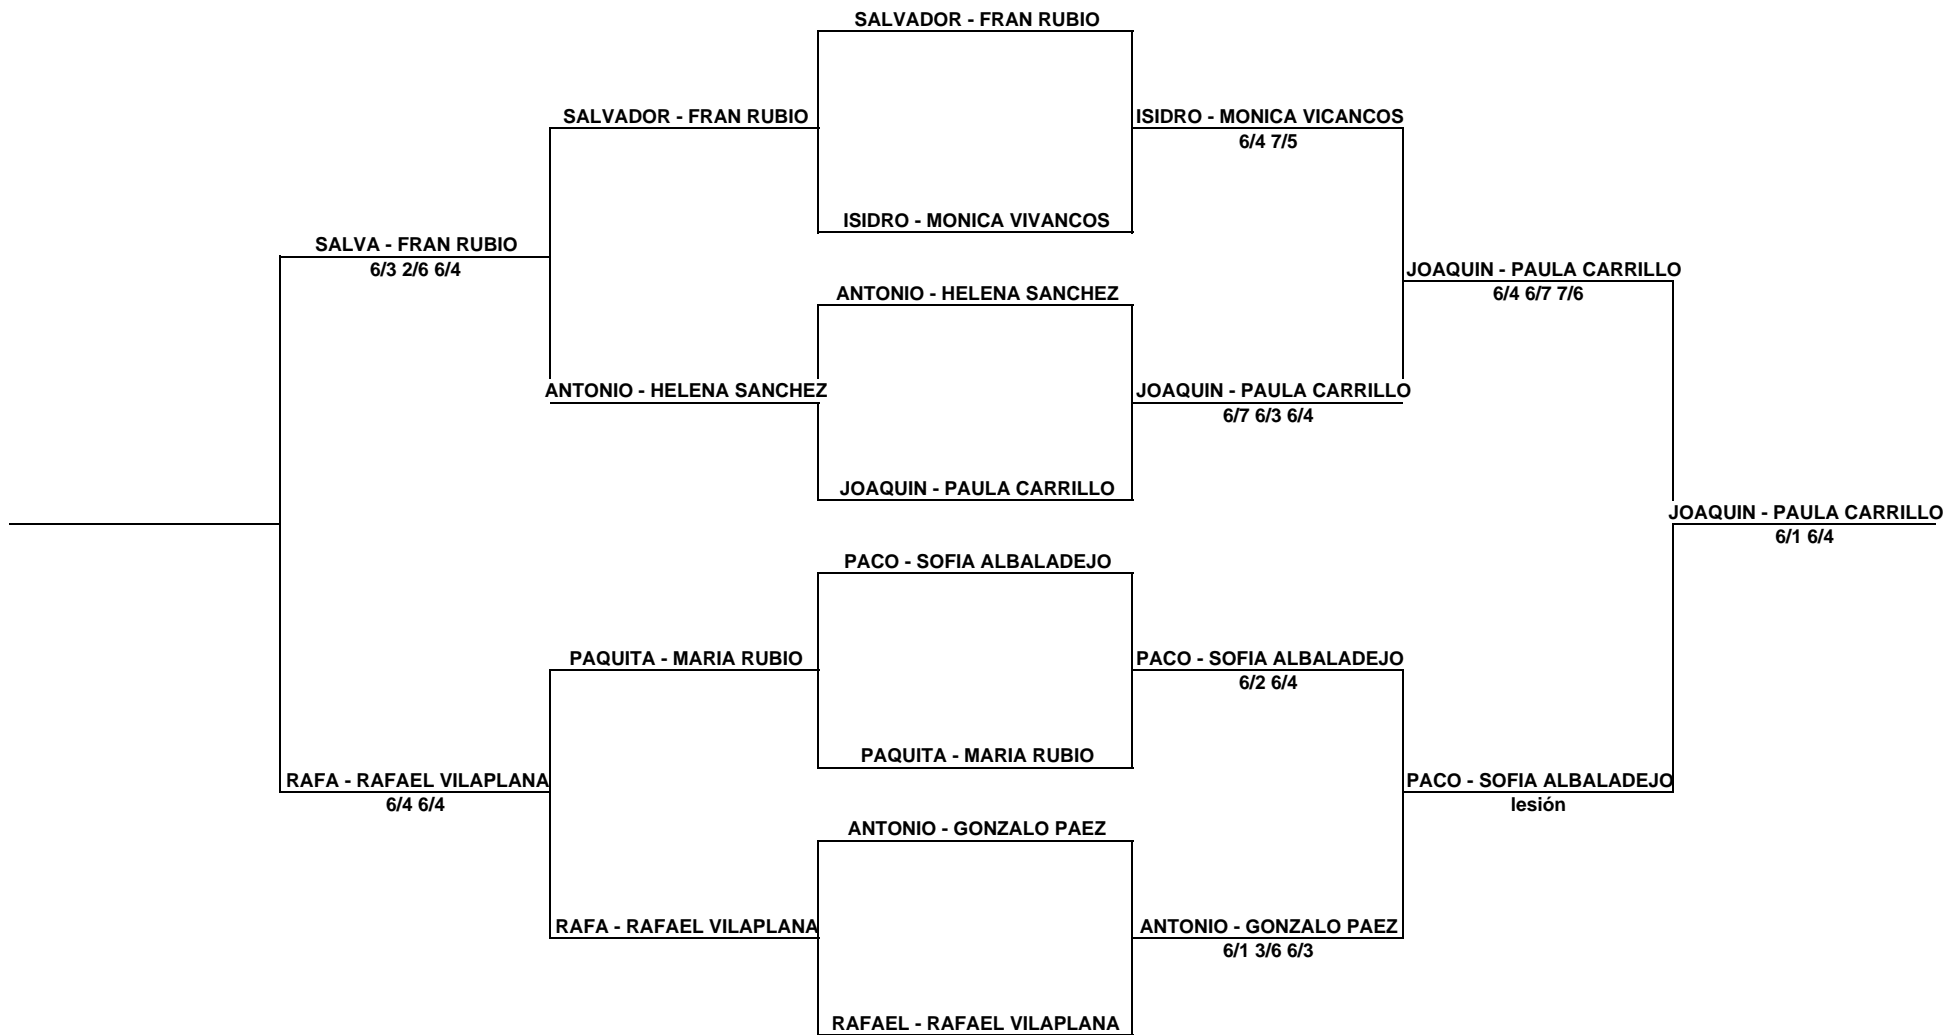 SALVADOR - FRAN RUBIO
SALVADOR - FRAN RUBIO
ISIDRO - MONICA VICANCOS
6/4 7/5
ISIDRO - MONICA VIVANCOS
SALVA - FRAN RUBIO
6/3 2/6 6/4
JOAQUIN - PAULA CARRILLO
6/4 6/7 7/6
ANTONIO - HELENA SANCHEZ
ANTONIO - HELENA SANCHEZ
JOAQUIN - PAULA CARRILLO
6/7 6/3 6/4
JOAQUIN - PAULA CARRILLO
JOAQUIN - PAULA CARRILLO
6/1 6/4
PACO - SOFIA ALBALADEJO
PAQUITA - MARIA RUBIO
PACO - SOFIA ALBALADEJO
6/2 6/4
PAQUITA - MARIA RUBIO
RAFA - RAFAEL VILAPLANA
6/4 6/4
PACO - SOFIA ALBALADEJO
lesión
ANTONIO - GONZALO PAEZ
RAFA - RAFAEL VILAPLANA
ANTONIO - GONZALO PAEZ
6/1 3/6 6/3
RAFAEL - RAFAEL VILAPLANA